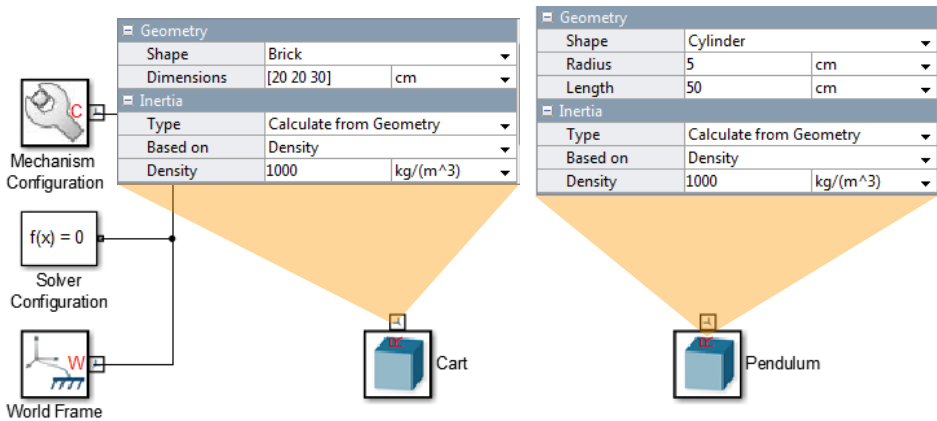 Geometry
Shape Brick
Dimensions [20 20 30] cm
Inertia
Type Calculate from Geometry
Based on Density
Density 1000 kg/(m^3)
Geometry
Shape Cylinder
Radius 5 cm
Length 50 cm
Inertia
Type Calculate from Geometry
Based on Density
Density 1000 kg/(m^3)
C
Mechanism
Configuration
f(x) = 0
Solver
Configuration
W
World Frame
R
Cart
R
Pendulum